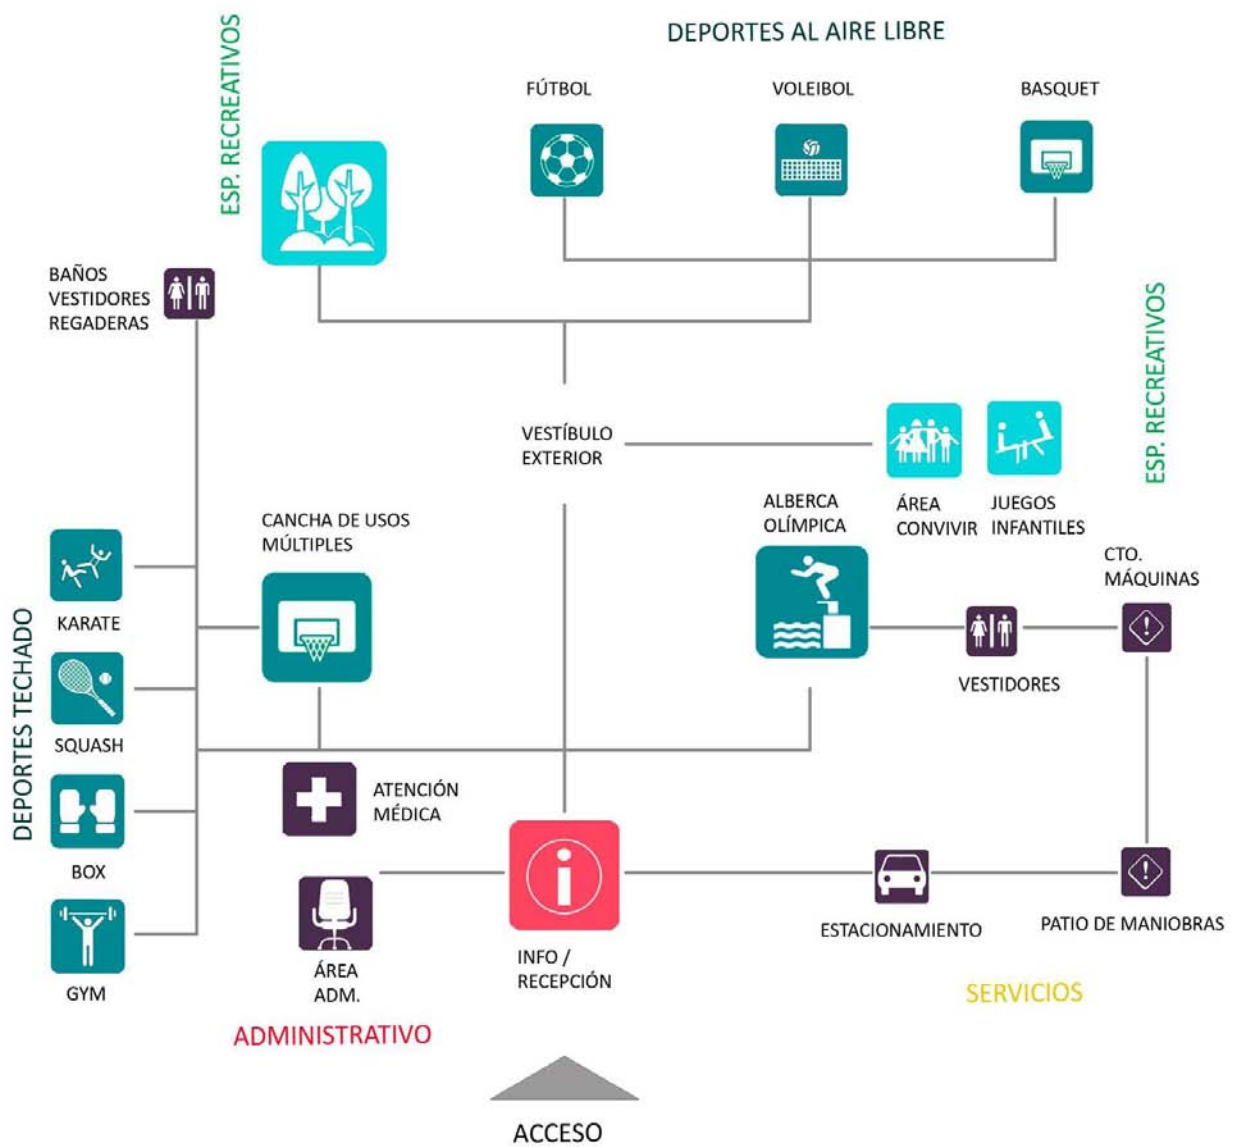 DEPORTES AL AIRE LIBRE
ESP. RECREATIVOS
FÚTBOL
VOLEIBOL
BASQUET
BAÑOS
VESTIDORES
REGADERAS
ESP. RECREATIVOS
VESTÍBULO
EXTERIOR
ÁREA
CONVIVIR
JUEGOS
INFANTILES
ALBERCA
OLÍMPICA
CANCHA DE USOS
MÚLTIPLES
CTO.
MÁQUINAS
DEPORTES TECHADO
KARATE
SQUASH
BOX
GYM
VESTIDORES
ATENCIÓN
MÉDICA
ESTACIONAMIENTO
PATIO DE MANIOBRAS
ÁREA
ADM.
INFO /
RECEPCIÓN
SERVICIOS
ADMINISTRATIVO
ACCESO